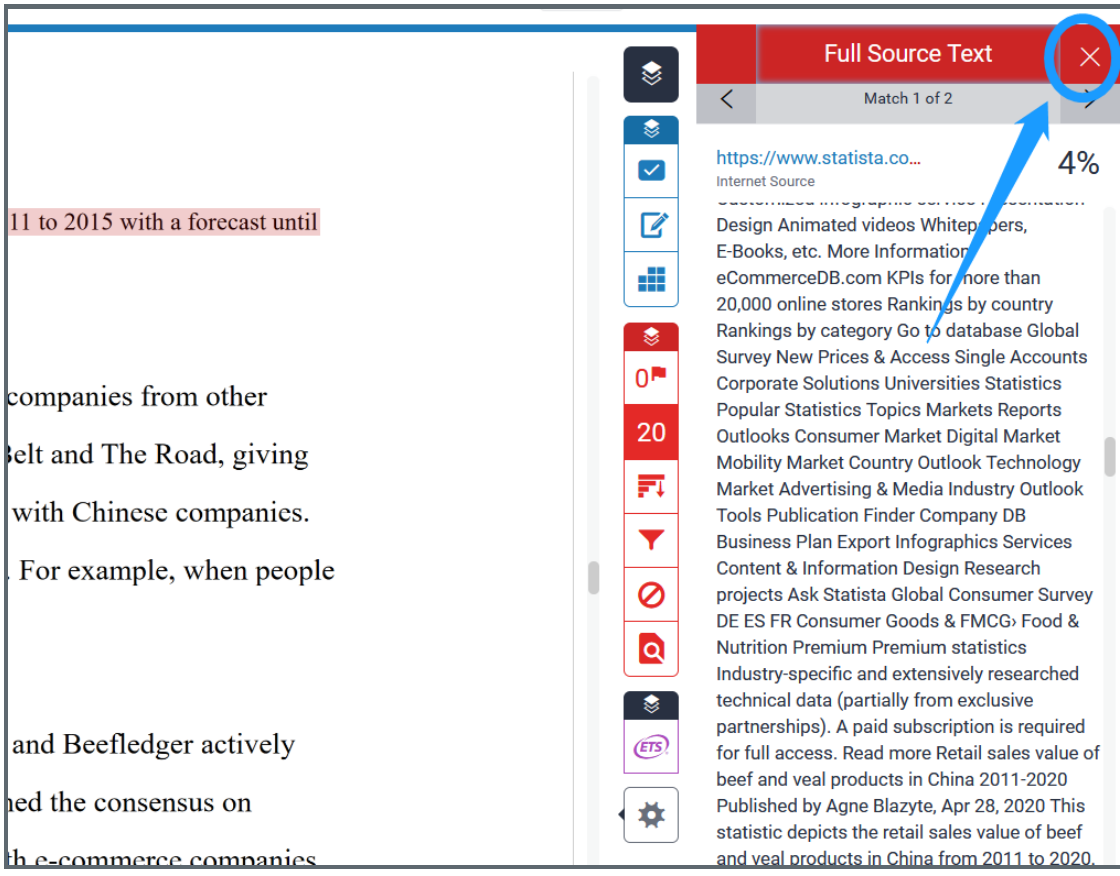 11 to 2015 with a forecast until
companies from other
Belt and The Road, giving
with Chinese companies.
. For example, when people
and Beefledger actively
ned the consensus on
th e-commerce companies
0
20
ETS
Full Source Text
Match 1 of 2
https://www.statista.co...
4%
Internet Source
Customized Infographic Service Presentation
Design Animated videos Whitepapers,
E-Books, etc. More Information
eCommerceDB.com KPIs for more than
20,000 online stores Rankings by country
Rankings by category Go to database Global
Survey New Prices & Access Single Accounts
Corporate Solutions Universities Statistics
Popular Statistics Topics Markets Reports
Outlooks Consumer Market Digital Market
Mobility Market Country Outlook Technology
Market Advertising & Media Industry Outlook
Tools Publication Finder Company DB
Business Plan Export Infographics Services
Content & Information Design Research
projects Ask Statista Global Consumer Survey
DE ES FR Consumer Goods & FMCG› Food &
Nutrition Premium Premium statistics
Industry-specific and extensively researched
technical data (partially from exclusive
partnerships). A paid subscription is required
for full access. Read more Retail sales value of
beef and veal products in China 2011-2020
Published by Agne Blazyte, Apr 28, 2020 This
statistic depicts the retail sales value of beef
and veal products in China from 2011 to 2020.